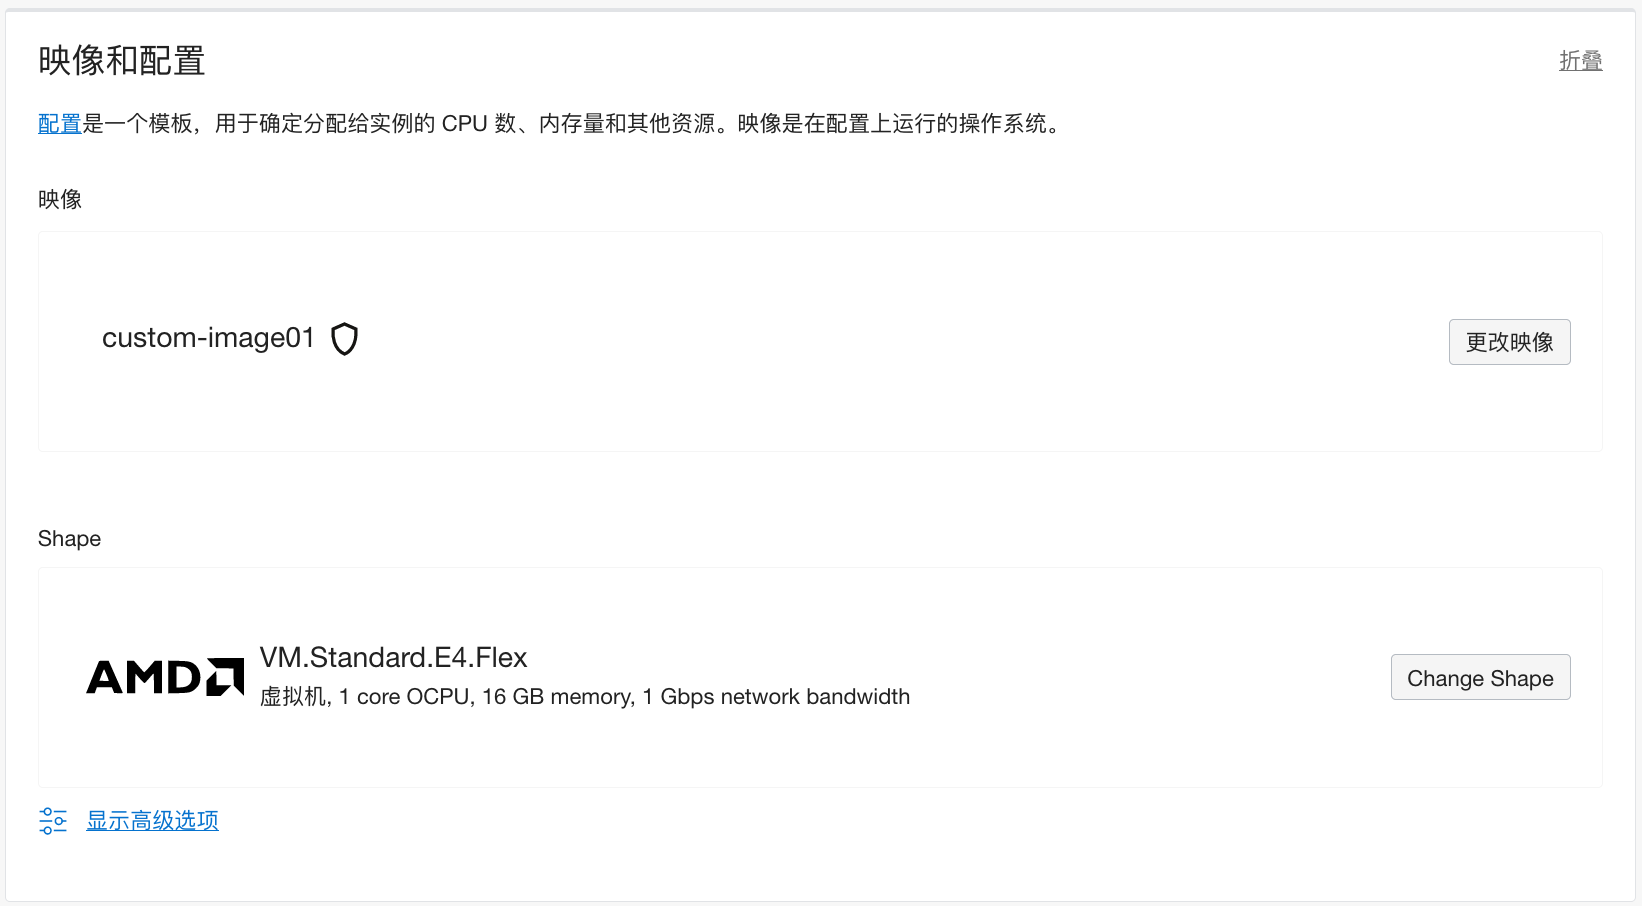 映像和配置
折叠
配置是一个模板，用于确定分配给实例的 CPU 数、内存量和其他资源。映像是在配置上运行的操作系统。
映像
custom-image01
更改映像
Shape
AMD
VM.Standard.E4.Flex
虚拟机, 1 core OCPU, 16 GB memory, 1 Gbps network bandwidth
Change Shape
显示高级选项